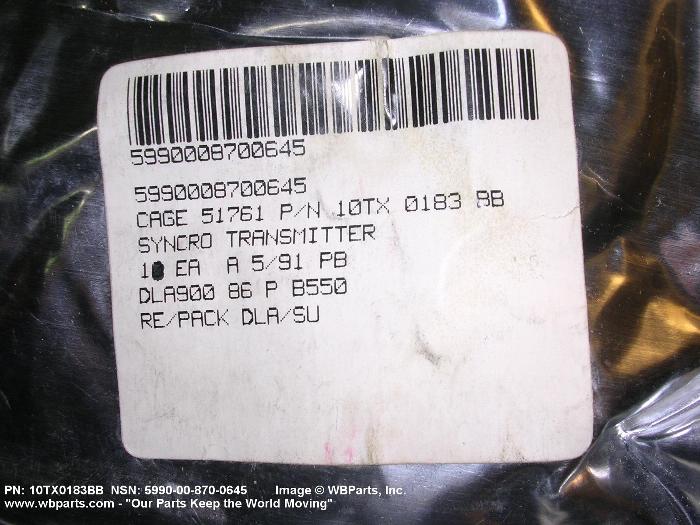 5990008700645
5990008700645
CAGE 51761 P/N 10TX 0183 BB
SYNCRO TRANSMITTER
1 EA A 5/91 PB
DLA900 86 P B550
RE/PACK DLA/SU
PN: 10TX0183BB NSN: 5990-00-870-0645 Image © WBParts, Inc.
www.wbparts.com - "Our Parts Keep the World Moving"